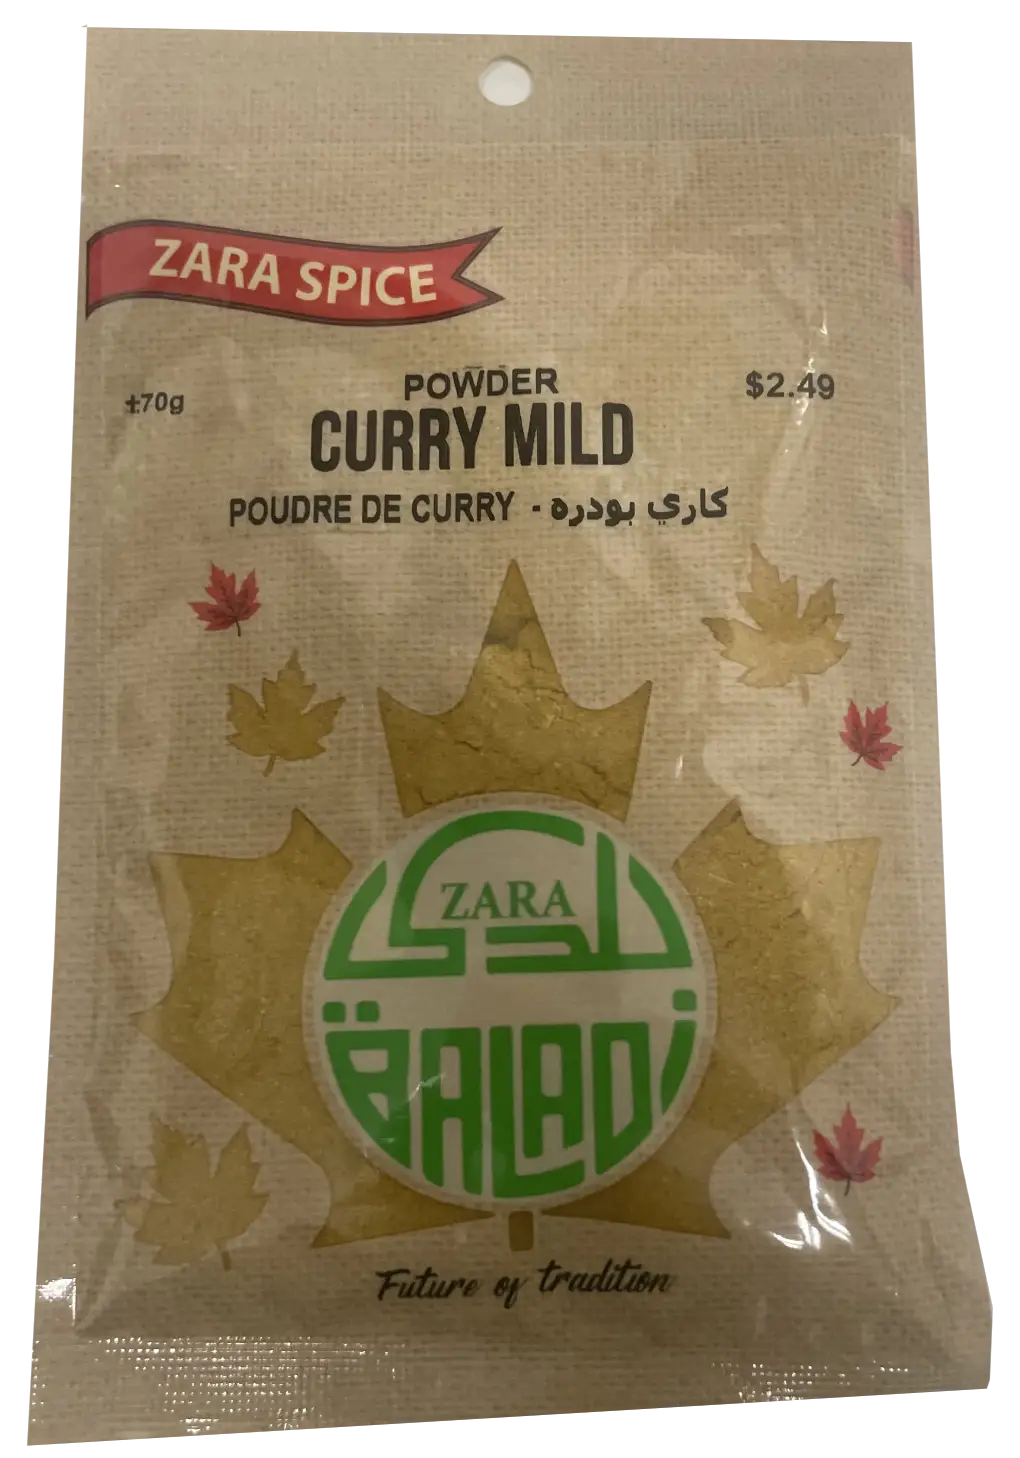 ZARA SPICE
±70g
POWDER
$2.49
CURRY MILD
POUDRE DE CURRY - كاري بودره
بلدي
ZARA
BALADi
Future of tradition